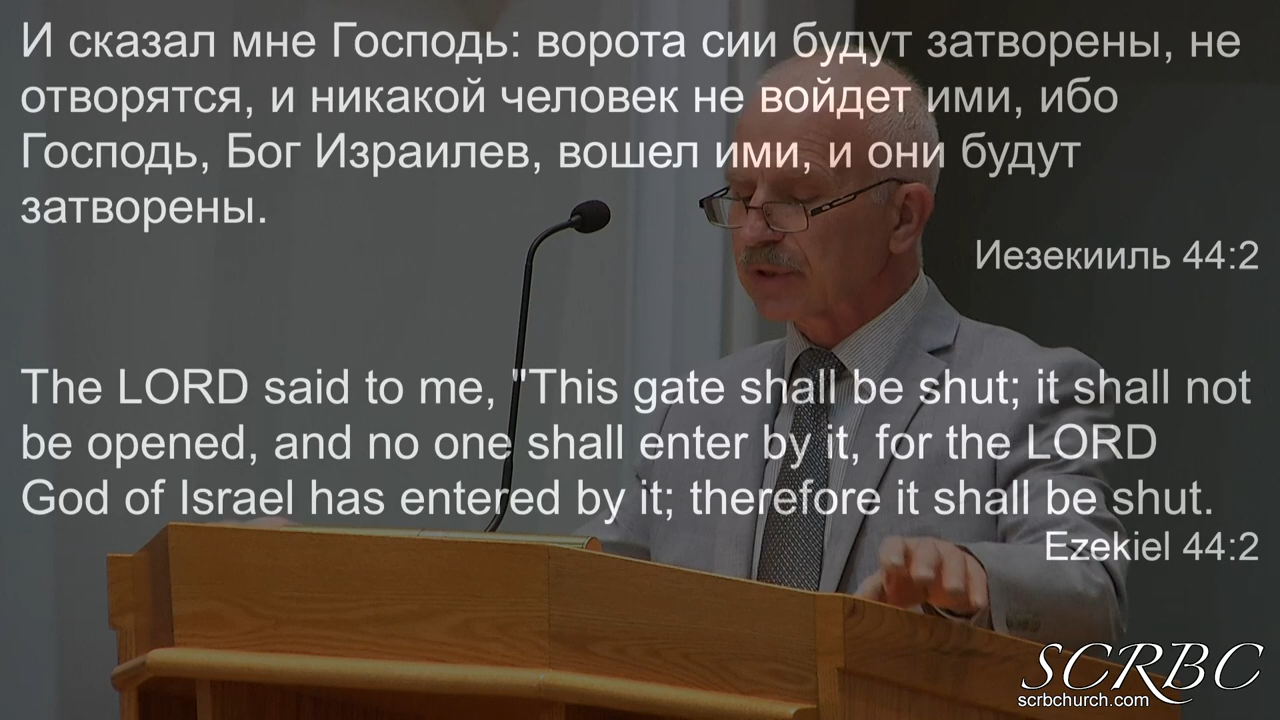 И сказал мне Господь: ворота сии будут затворены, не
отворятся, и никакой человек не войдет ими, ибо
Господь, Бог Израилев, вошел ими, и они будут
затворены.
Иезекииль 44:2
The LORD said to me, "This gate shall be shut; it shall not
be opened, and no one shall enter by it, for the LORD
God of Israel has entered by it; therefore it shall be shut.
Ezekiel 44:2
SCRBC
scrbchurch.com